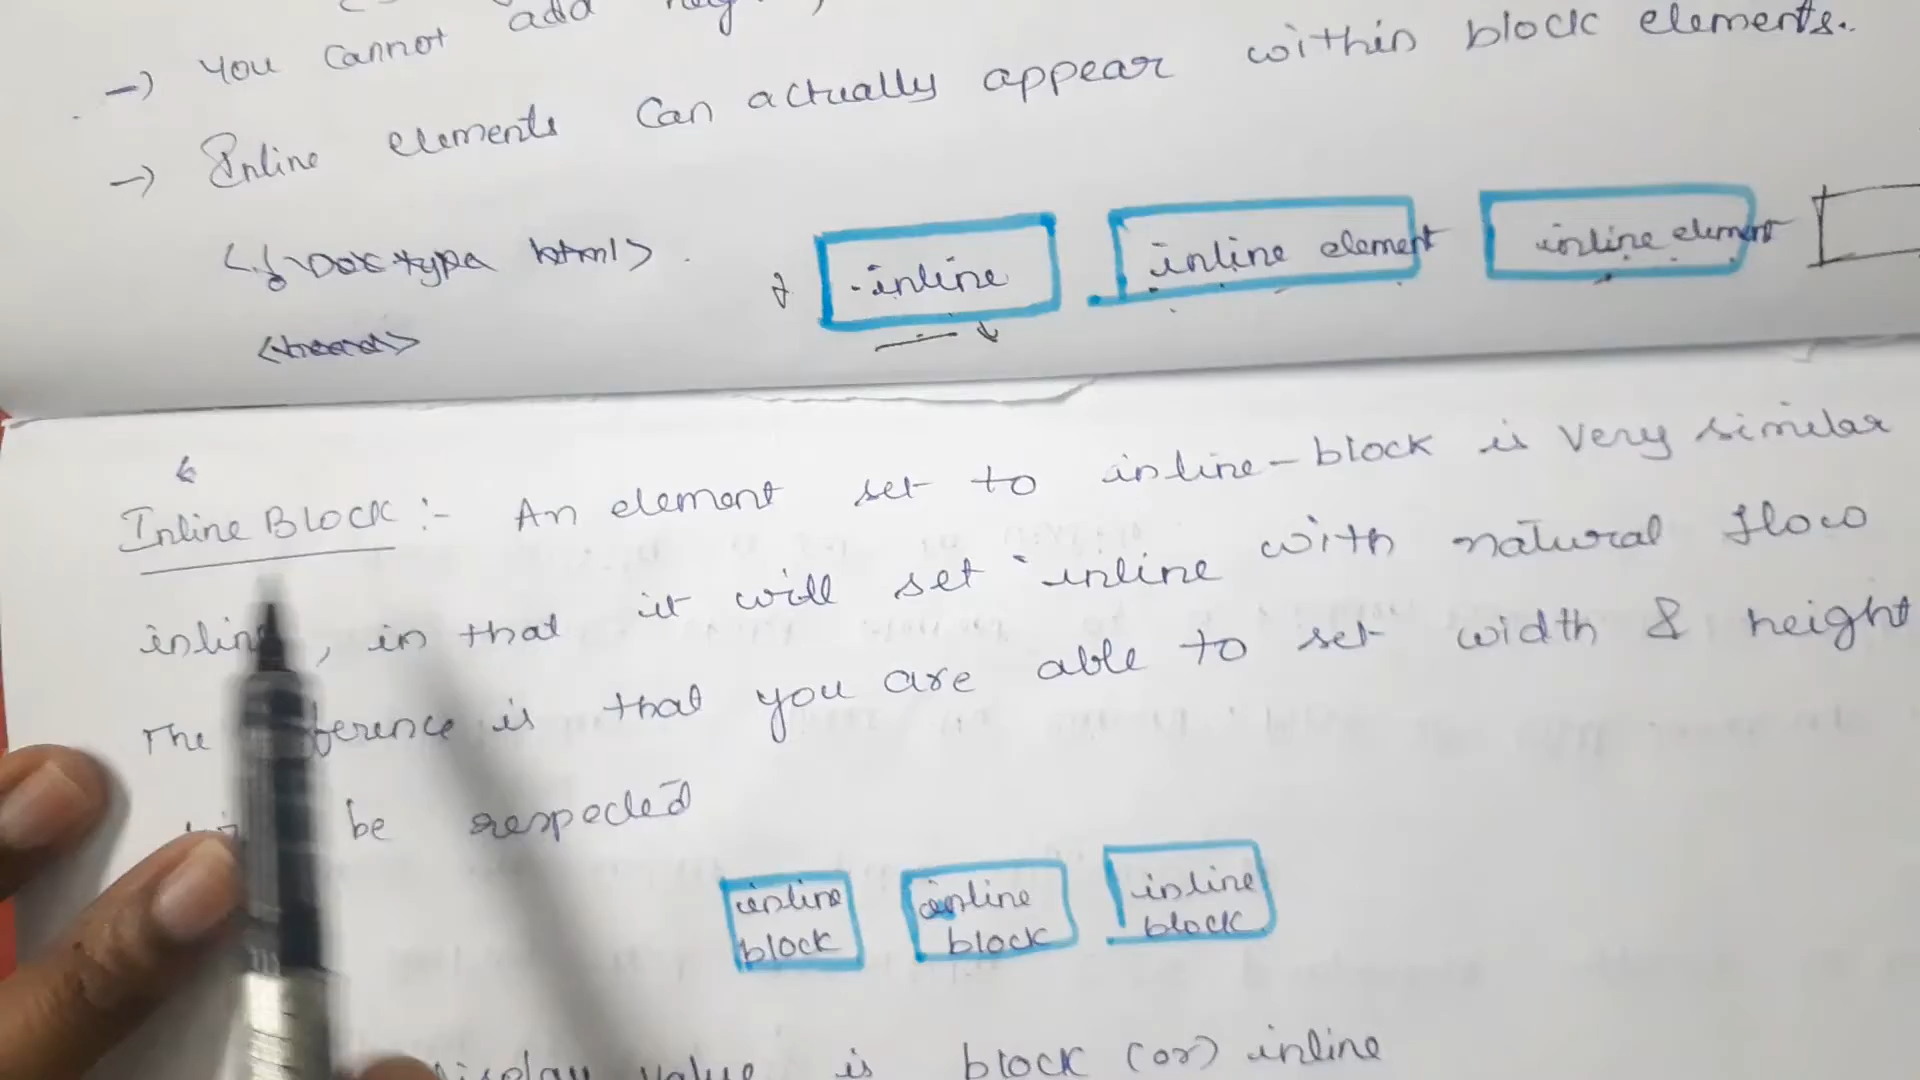 → You cannot add
→ Inline elements can actually appear within block elements..
<!Doctype html>.
inline
inline element
inline element
<head>
Inline Block :- An element set to inline-block is very similar
inline, in that it will set inline with natural flow
The is that you are able to set width & height
be respected
inline block
inline block
inline block
display value is block (or) inline